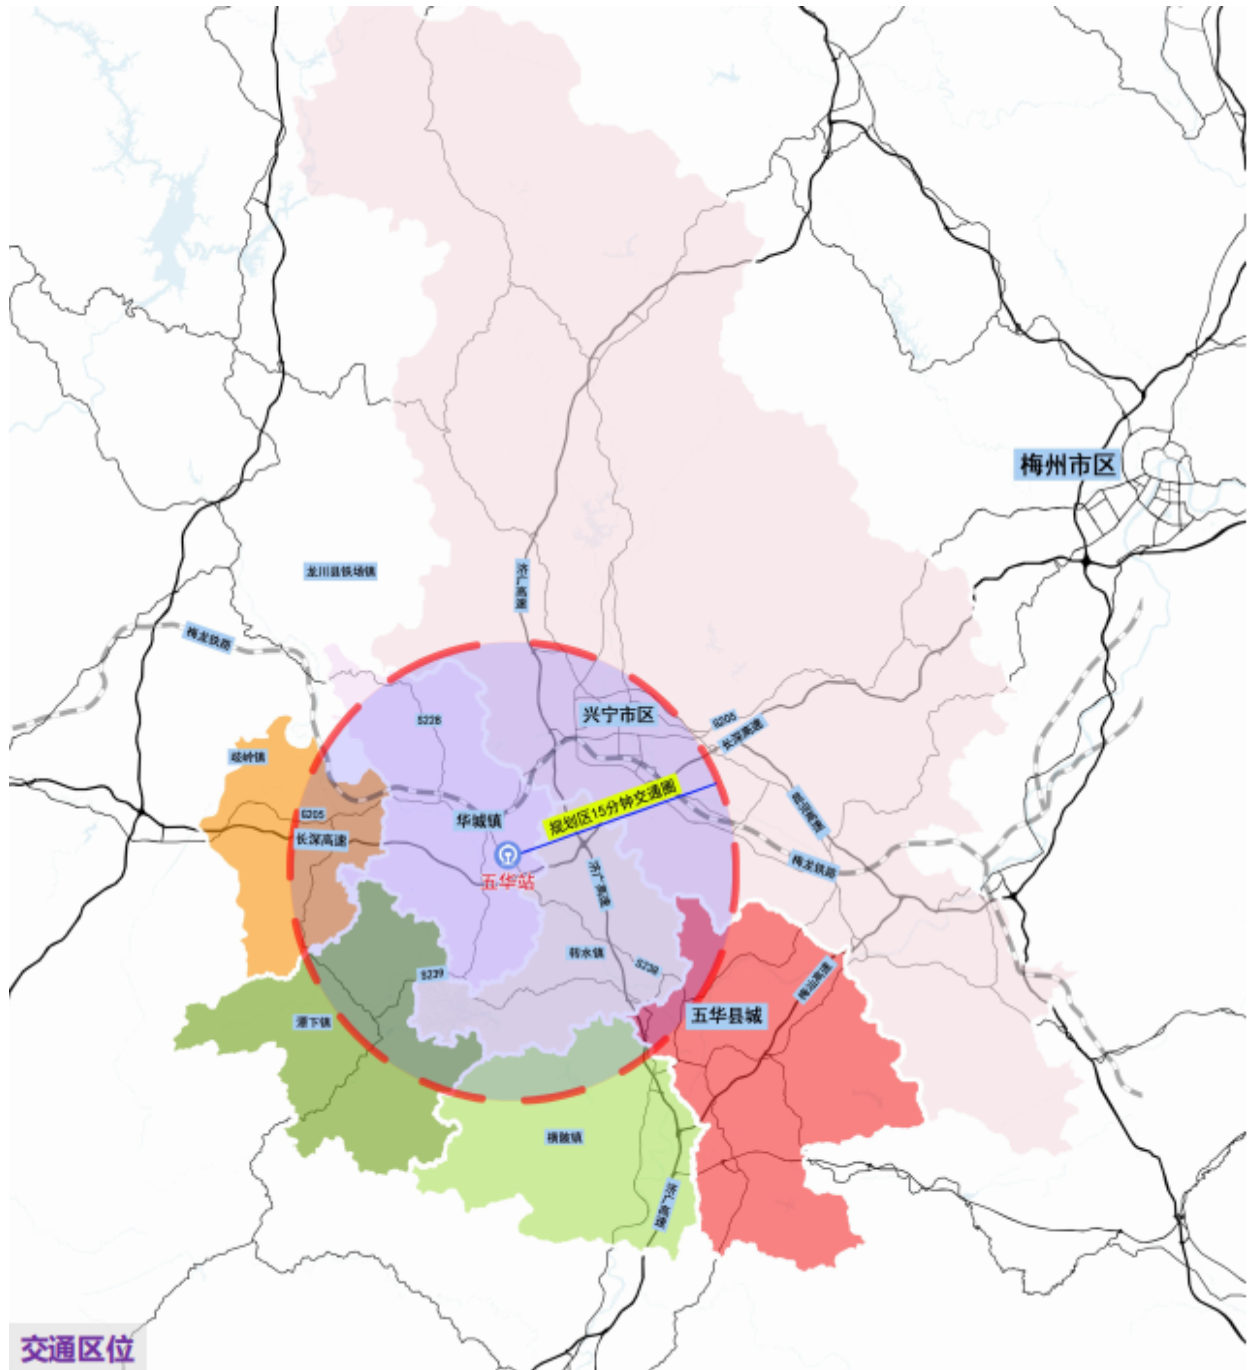 梅州市区
龙川县铁场镇
济广高速
梅龙铁路
S228
兴宁市区
S205
长深高速
岐岭镇
规划区15分钟交通圈
S205
长深高速
华城镇
五华站
济广高速
梅龙铁路
转水镇
S238
S239
梅汕高速
潭下镇
五华县城
横陂镇
济广高速
交通区位